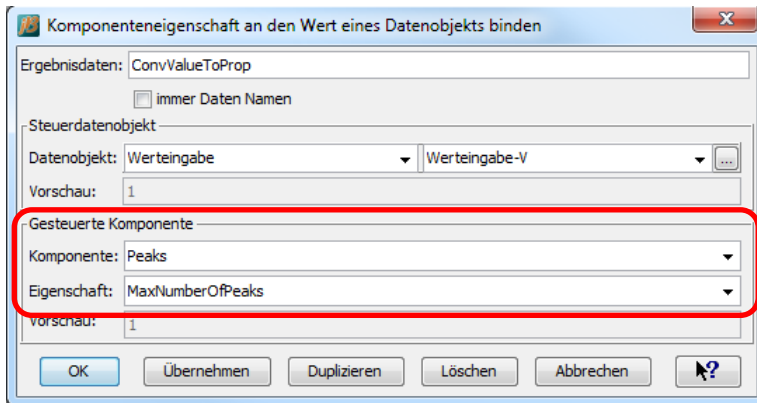 Komponenteneigenschaft an den Wert eines Datenobjekts binden
Ergebnisdaten: ConvValueToProp
immer Daten Namen
Steuerdatenobjekt
Datenobjekt: Werteingabe Werteingabe-V ...
Vorschau: 1
Gesteuerte Komponente
Komponente: Peaks
Eigenschaft: MaxNumberOfPeaks
Vorschau: 1
OK Übernehmen Duplizieren Löschen Abbrechen ?